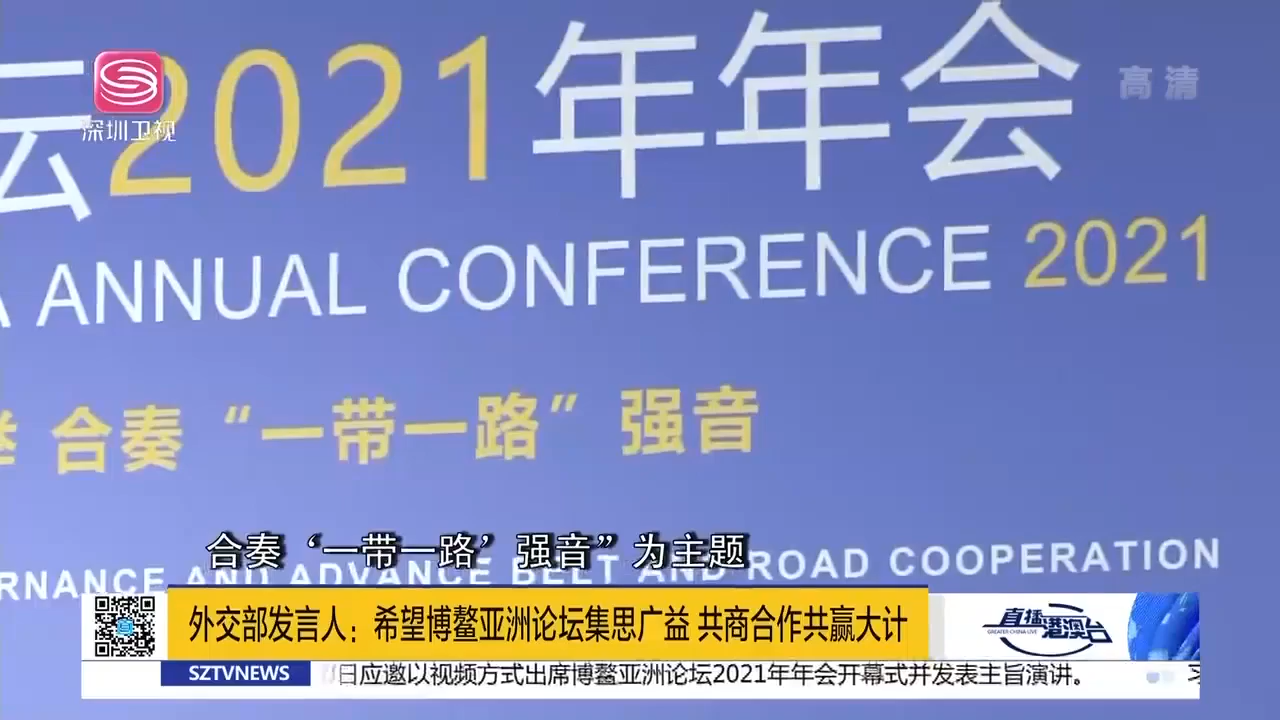 坛2021年年会
深圳卫视
高清
ANNUAL CONFERENCE 2021
合奏“一带一路”强音
合奏‘一带一路’强音”为主题
RNANCE AND ADVANCE BELT AND ROAD COOPERATION
外交部发言人：希望博鳌亚洲论坛集思广益 共商合作共赢大计
直播港澳台
GREATER CHINA LIVE
SZTVNEWS
日应邀以视频方式出席博鳌亚洲论坛2021年年会开幕式并发表主旨演讲。